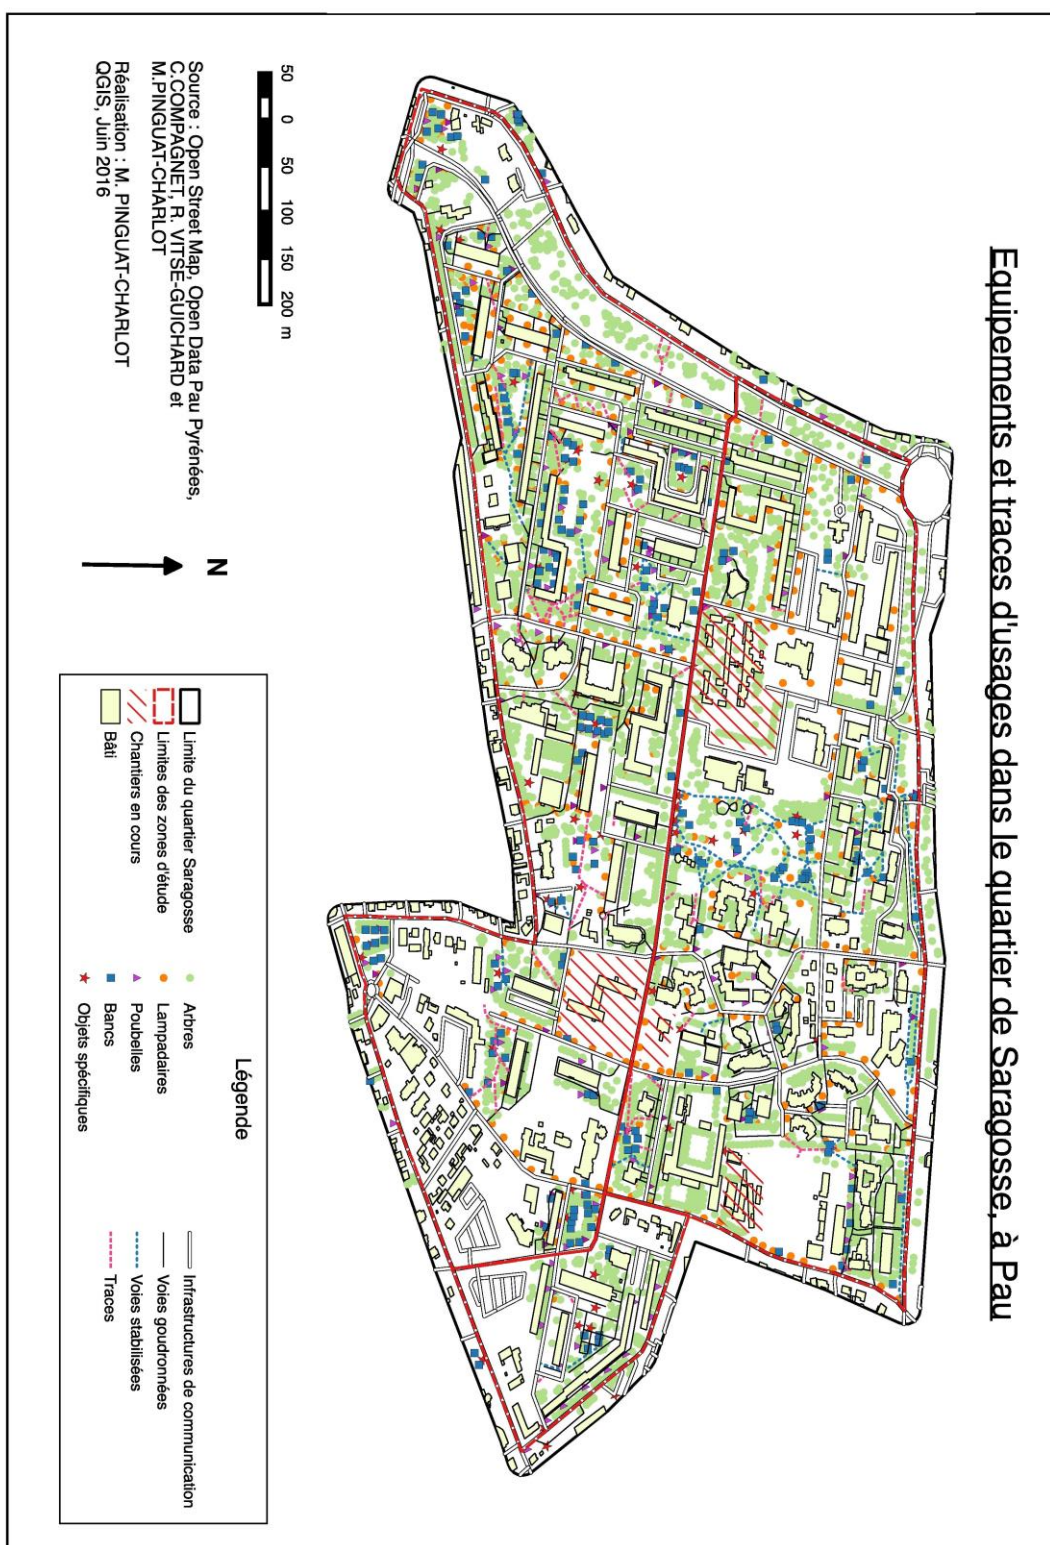 Equipements et traces d'usages dans le quartier de Saragosse, à Pau
50 0 50 100 150 200 m
N
Source : Open Street Map, Open Data Pau Pyrénées,
C.COMPAGNET, R. VITSE-GUICHARD et
M.PINGUAT-CHARLOT
Réalisation : M. PINGUAT-CHARLOT
QGIS, Juin 2016
Légende
Limite du quartier Saragosse
Limites des zones d'étude
Chantiers en cours
Bâti
Arbres
Lampadaires
Poubelles
Bancs
Objets spécifiques
Infrastructures de communication
Voies goudronnées
Voies stabilisées
Traces